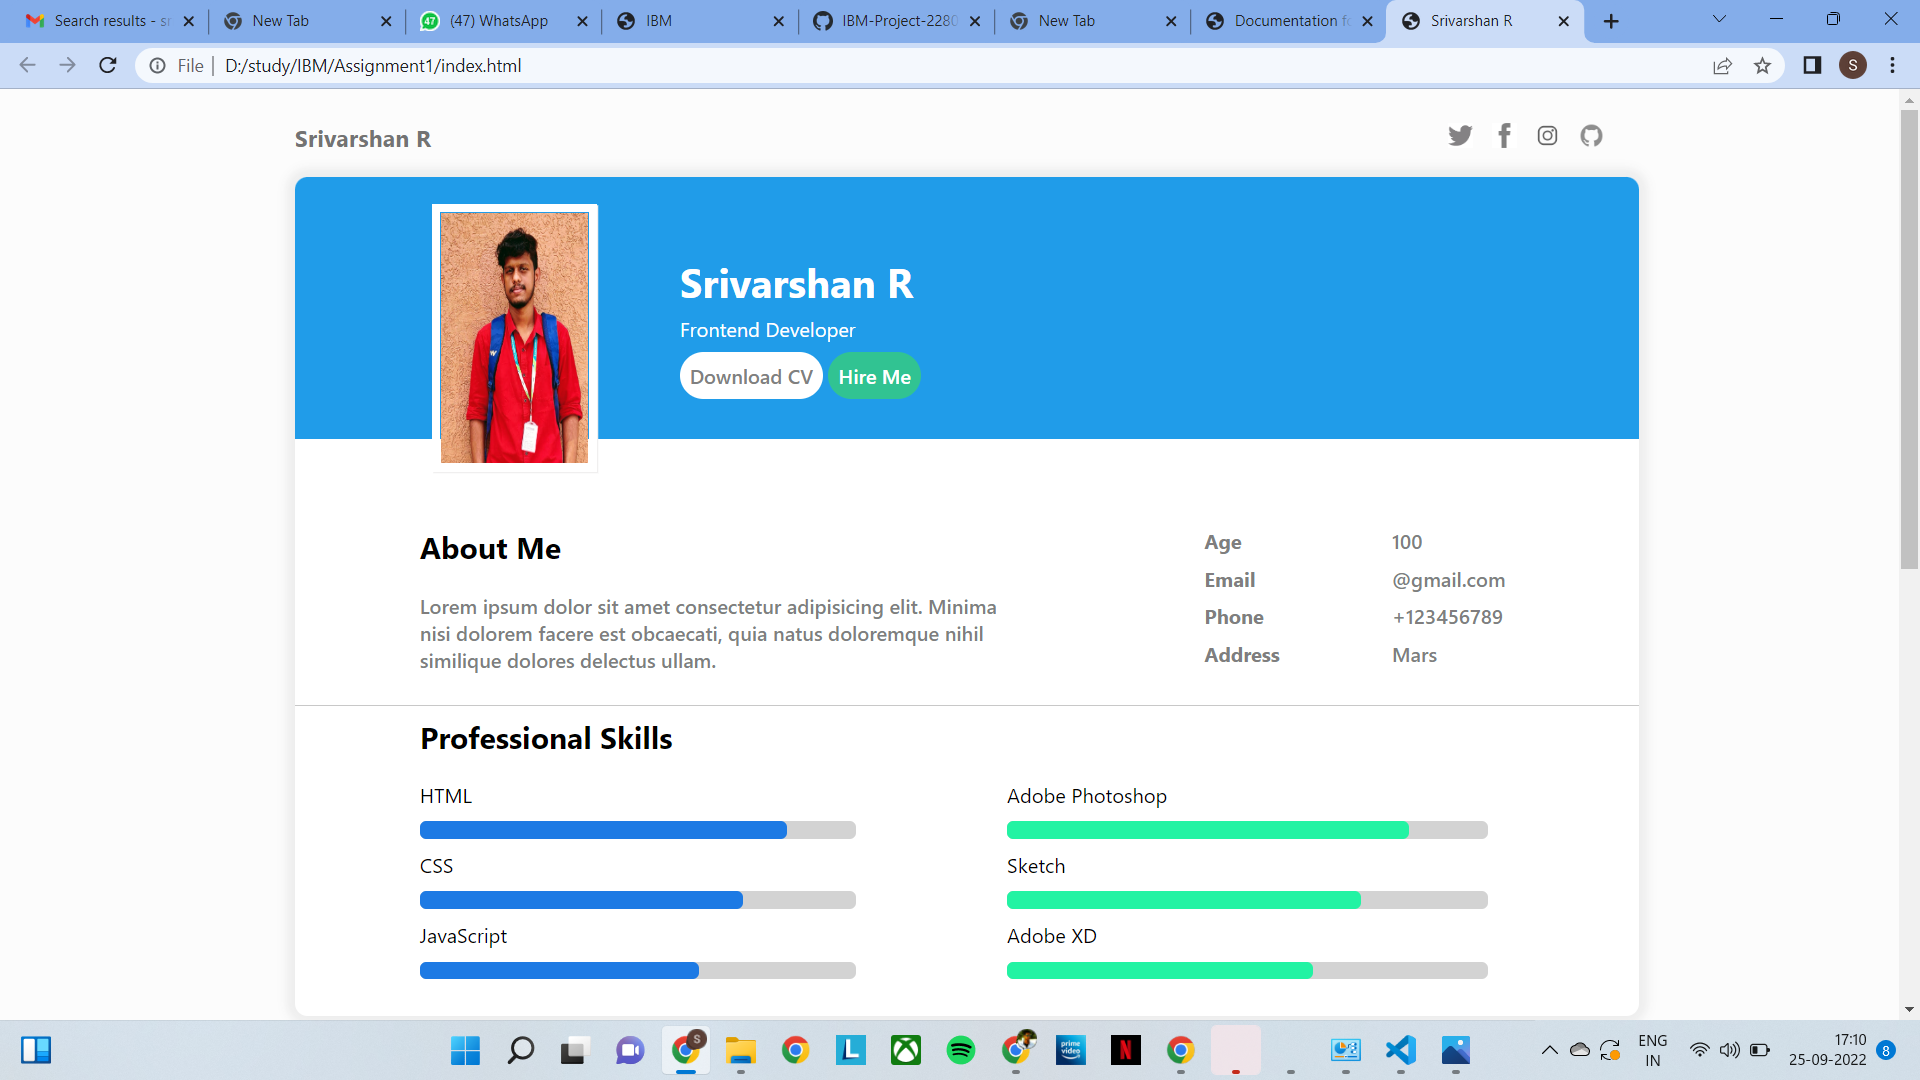 Search results - sr
New Tab
(47) WhatsApp
IBM
IBM-Project-2280
New Tab
Documentation fo
Srivarshan R
File
D:/study/IBM/Assignment1/index.html
S
Srivarshan R
Srivarshan R
Frontend Developer
Download CV
Hire Me
About Me
Lorem ipsum dolor sit amet consectetur adipisicing elit. Minima
nisi dolorem facere est obcaecati, quia natus doloremque nihil
similique dolores delectus ullam.
Age 100
Email @gmail.com
Phone +123456789
Address Mars
Professional Skills
HTML
CSS
JavaScript
Adobe Photoshop
Sketch
Adobe XD
S
L
prime
video
N
ENG
IN
17:10
25-09-2022
8